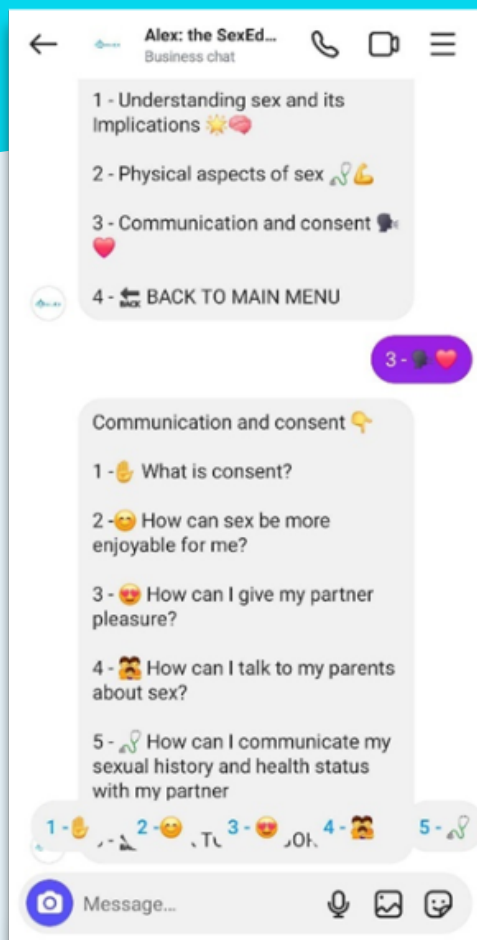 Alex: the SexEd...
Business chat
1 - Understanding sex and its
Implications 🌟🧠
2 - Physical aspects of sex 🩺💪
3 - Communication and consent 🗣️
❤️
4 - 🔙 BACK TO MAIN MENU
3 - 🗣️ ❤️
Communication and consent 👇
1 -✋ What is consent?
2 -😊 How can sex be more
enjoyable for me?
3 - 😍 How can I give my partner
pleasure?
4 - 🙈 How can I talk to my parents
about sex?
5 - 🩺 How can I communicate my
sexual history and health status
with my partner
1 -✋ 2 -😊 3 - 😍 4 - 🙈 5 - 🩺
Message...